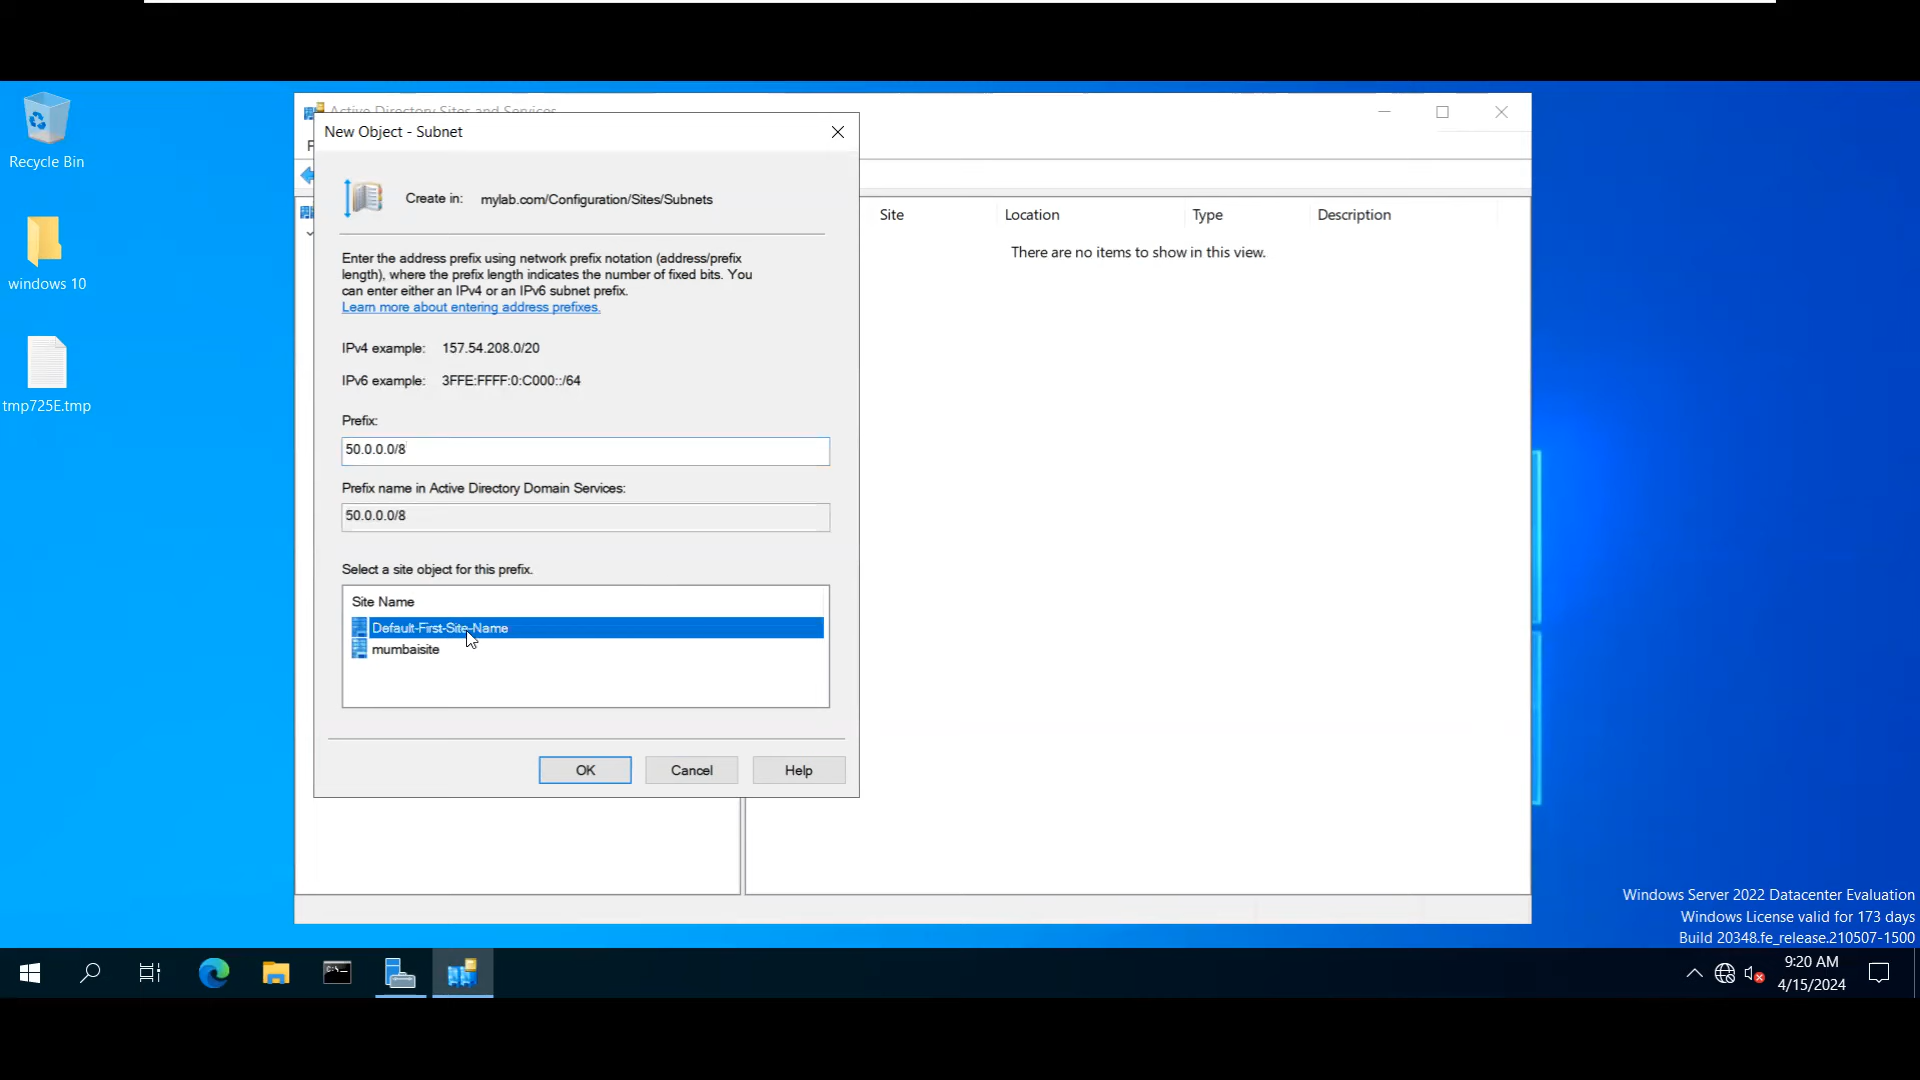 Recycle Bin
windows 10
tmp725E.tmp
Active Directory Sites and Services
New Object - Subnet
Create in: mylab.com/Configuration/Sites/Subnets
Enter the address prefix using network prefix notation (address/prefix
length), where the prefix length indicates the number of fixed bits. You
can enter either an IPv4 or an IPv6 subnet prefix.
Learn more about entering address prefixes.
IPv4 example: 157.54.208.0/20
IPv6 example: 3FFE:FFFF:0:C000::/64
Prefix:
50.0.0.0/8
Prefix name in Active Directory Domain Services:
50.0.0.0/8
Select a site object for this prefix.
Site Name
Default-First-Site-Name
mumbaisite
OK Cancel Help
Site Location Type Description
There are no items to show in this view.
Windows Server 2022 Datacenter Evaluation
Windows License valid for 173 days
Build 20348.fe_release.210507-1500
9:20 AM
4/15/2024